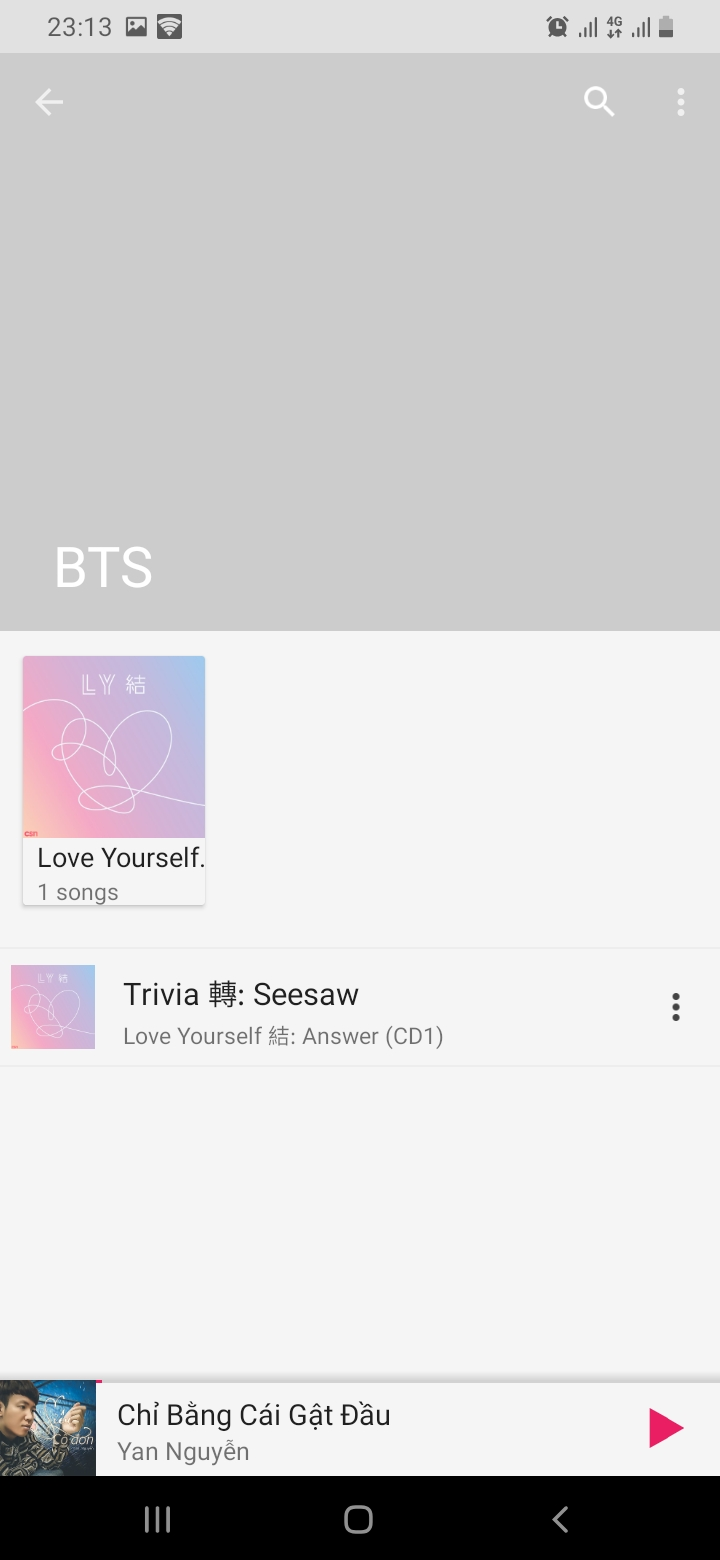 23:13
4G
BTS
LY 結
csn
Love Yourself.
1 songs
LY 結
Trivia 轉: Seesaw
Love Yourself 結: Answer (CD1)
Chỉ Bằng Cái Gật Đầu
Yan Nguyễn